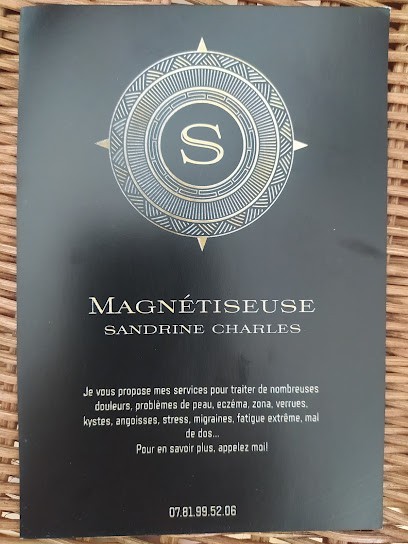 S
MAGNÉTISEUSE
SANDRINE CHARLES
Je vous propose mes services pour traiter de nombreuses
douleurs, problèmes de peau, eczéma, zona, verrues,
kystes, angoisses, stress, migraines, fatigue extrême, mal
de dos...
Pour en savoir plus, appelez moi!
07.81.99.52.06